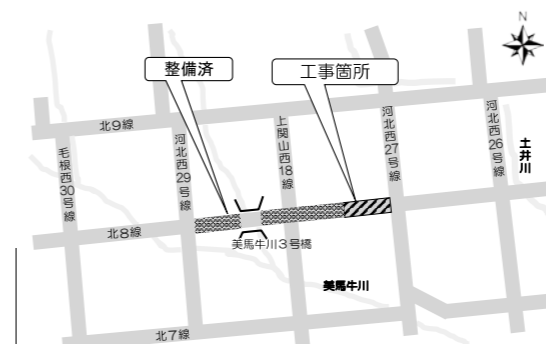 N
整備済
工事箇所
北9線
毛根西30号線
河北西29号線
上関山西18線
河北西27号線
河北西26号線
土井川
北8線
美馬牛川3号橋
美馬牛川
北7線